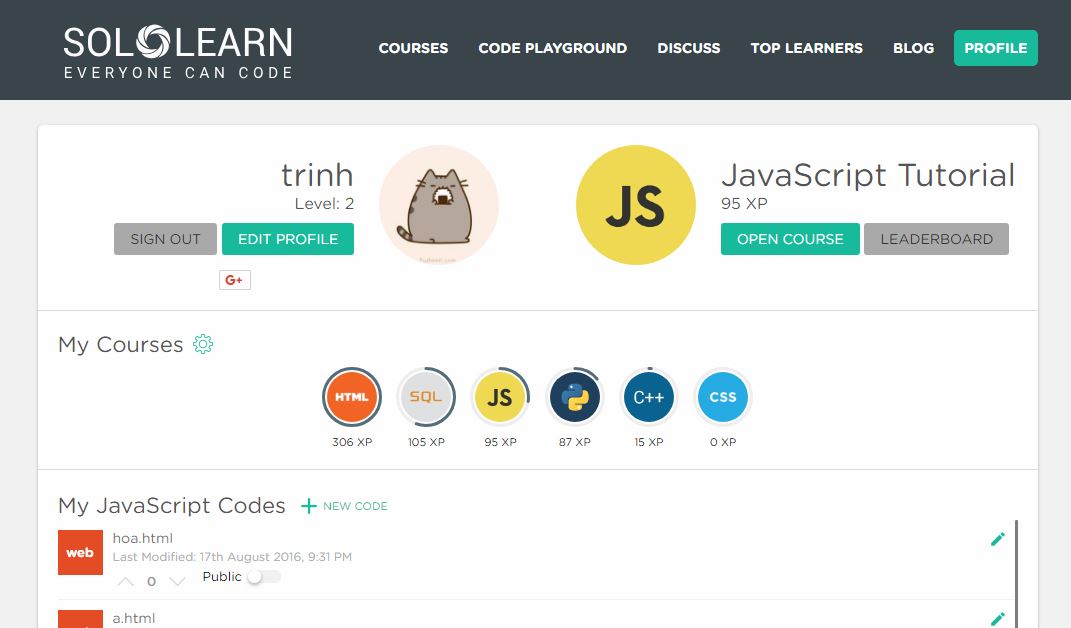 SOLOLEARN
EVERYONE CAN CODE
COURSES CODE PLAYGROUND DISCUSS TOP LEARNERS BLOG PROFILE
trinh
Level: 2
SIGN OUT EDIT PROFILE
G+
JS
JavaScript Tutorial
95 XP
OPEN COURSE LEADERBOARD
My Courses
HTML SQL JS C++ CSS
306 XP 105 XP 95 XP 87 XP 15 XP 0 XP
My JavaScript Codes + NEW CODE
web hoa.html
Last Modified: 17th August 2016, 9:31 PM
0 Public
a.html